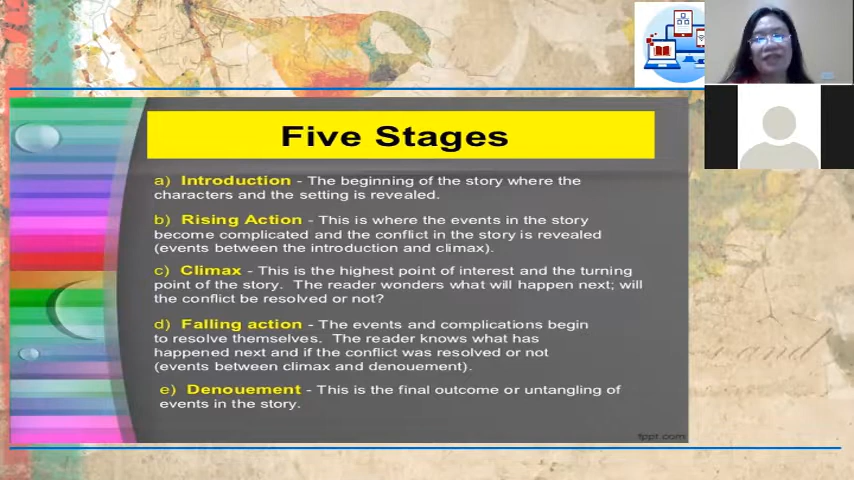 Five Stages
a) Introduction - The beginning of the story where the
characters and the setting is revealed.
b) Rising Action - This is where the events in the story
become complicated and the conflict in the story is revealed
(events between the introduction and climax).
c) Climax - This is the highest point of interest and the turning
point of the story. The reader wonders what will happen next; will
the conflict be resolved or not?
d) Falling action - The events and complications begin
to resolve themselves. The reader knows what has
happened next and if the conflict was resolved or not
(events between climax and denouement).
e) Denouement - This is the final outcome or untangling of
events in the story.
fppt.com
and